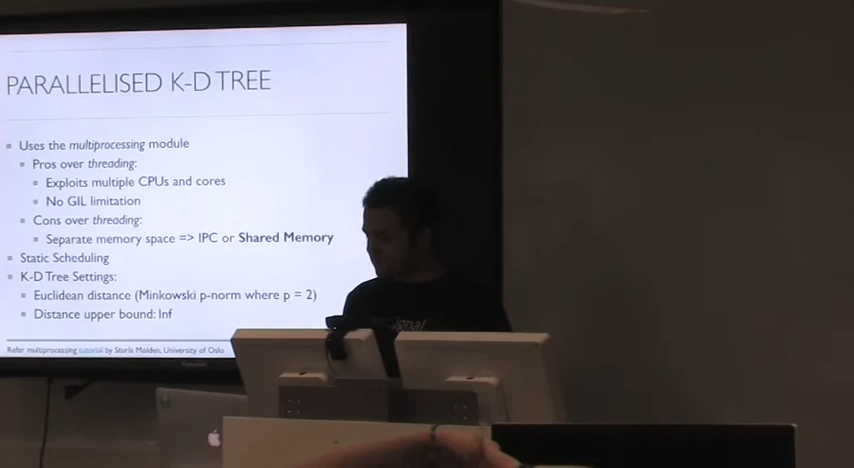 PARALLELISED K-D TREE
Uses the multiprocessing module
Pros over threading:
Exploits multiple CPUs and cores
No GIL limitation
Cons over threading:
Separate memory space => IPC or Shared Memory
Static Scheduling
K-D Tree Settings:
Euclidean distance (Minkowski p-norm where p = 2)
Distance upper bound: Inf
Refer multiprocessing tutorial by Sturla Molden, University of Oslo